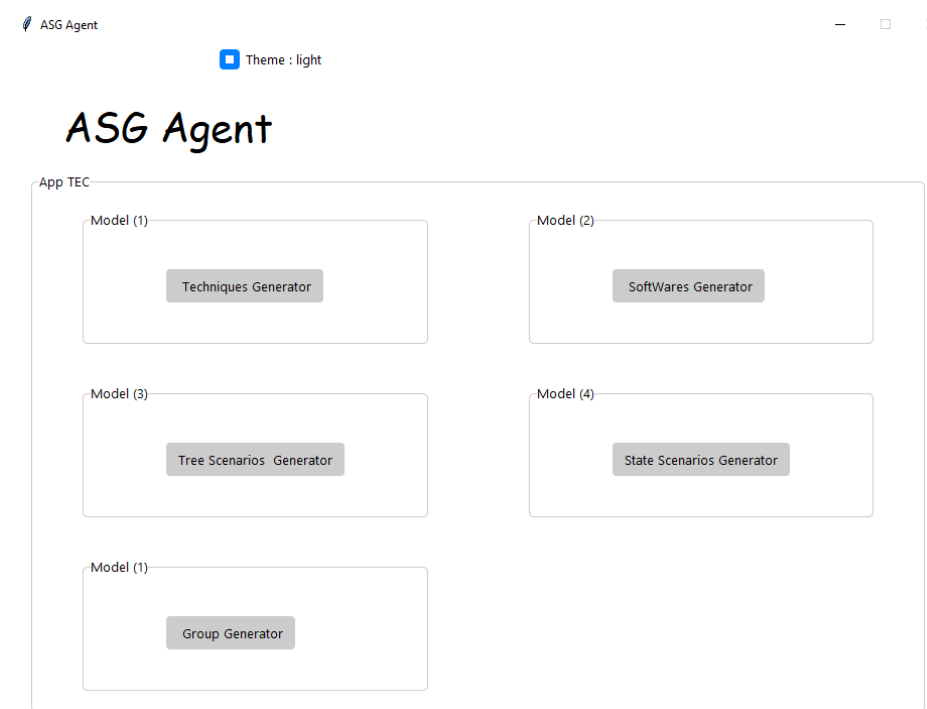 ASG Agent
Theme : light
ASG Agent
App TEC
Model (1)
Model (2)
Techniques Generator
SoftWares Generator
Model (3)
Model (4)
Tree Scenarios  Generator
State Scenarios Generator
Model (1)
Group Generator